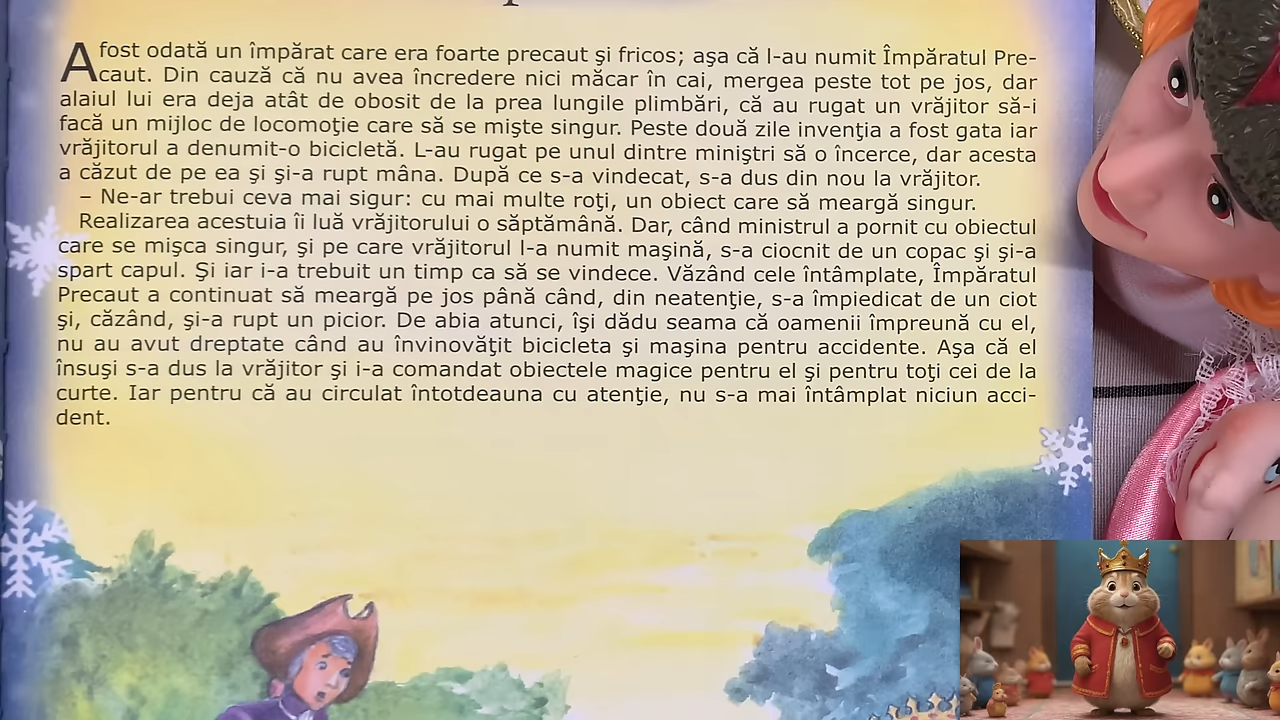 A fost odată un împărat care era foarte precaut şi fricos; aşa că l-au numit Împăratul Pre-
caut. Din cauză că nu avea încredere nici măcar în cai, mergea peste tot pe jos, dar
alaiul lui era deja atât de obosit de la prea lungile plimbări, că au rugat un vrăjitor să-i
facă un mijloc de locomoţie care să se mişte singur. Peste două zile invenţia a fost gata iar
vrăjitorul a denumit-o bicicletă. L-au rugat pe unul dintre miniştri să o încerce, dar acesta
a căzut de pe ea şi şi-a rupt mâna. După ce s-a vindecat, s-a dus din nou la vrăjitor.
– Ne-ar trebui ceva mai sigur: cu mai multe roţi, un obiect care să meargă singur.
Realizarea acestuia îi luă vrăjitorului o săptămână. Dar, când ministrul a pornit cu obiectul
care se mişca singur, şi pe care vrăjitorul l-a numit maşină, s-a ciocnit de un copac şi şi-a
spart capul. Şi iar i-a trebuit un timp ca să se vindece. Văzând cele întâmplate, Împăratul
Precaut a continuat să meargă pe jos până când, din neatenţie, s-a împiedicat de un ciot
şi, căzând, şi-a rupt un picior. De abia atunci, îşi dădu seama că oamenii împreună cu el,
nu au avut dreptate când au învinovăţit bicicleta şi maşina pentru accidente. Aşa că el
însuşi s-a dus la vrăjitor şi i-a comandat obiectele magice pentru el şi pentru toţi cei de la
curte. Iar pentru că au circulat întotdeauna cu atenţie, nu s-a mai întâmplat niciun acci-
dent.